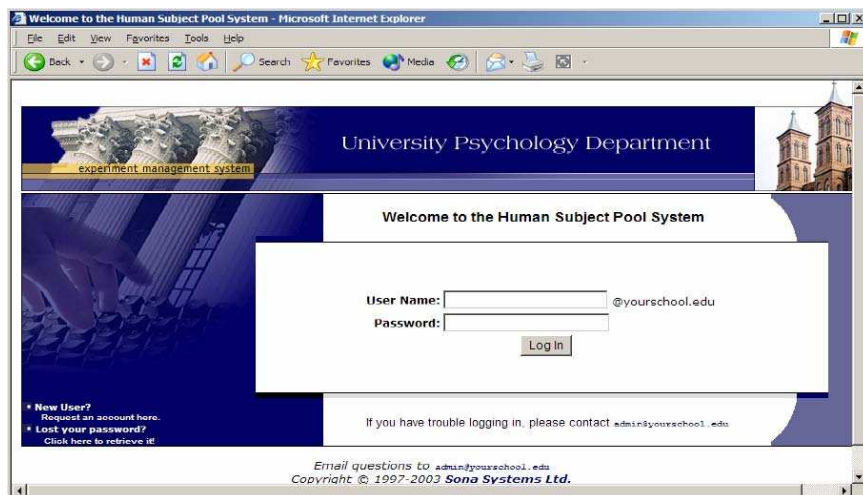 Welcome to the Human Subject Pool System - Microsoft Internet Explorer
File Edit View Favorites Tools Help
Back Search Favorites Media
University Psychology Department
experiment management system
Welcome to the Human Subject Pool System
User Name: @yourschool.edu
Password:
Log In
New User?
Request an account here.
Lost your password?
Click here to retrieve it!
If you have trouble logging in, please contact admin@yourschool.edu
Email questions to admin@yourschool.edu
Copyright © 1997-2003 Sona Systems Ltd.